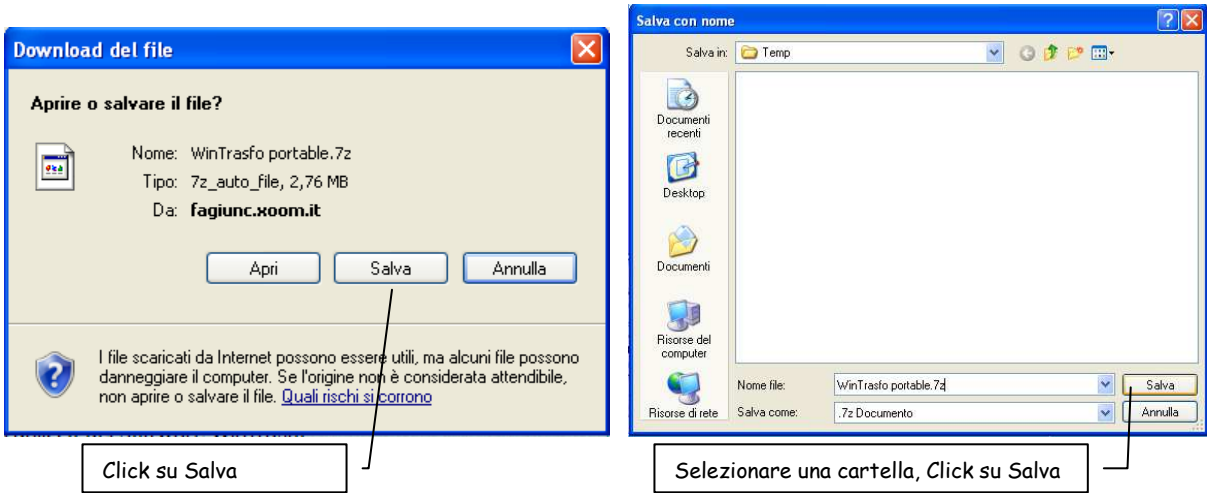 Download del file
Aprire o salvare il file?
Nome: WinTrasfo portable.7z
Tipo: 7z_auto_file, 2,76 MB
Da: fagiunc.xoom.it
Apri Salva Annulla
I file scaricati da Internet possono essere utili, ma alcuni file possono
danneggiare il computer. Se l'origine non è considerata attendibile,
non aprire o salvare il file. Quali rischi si corrono
Click su Salva
Salva con nome
Salva in: Temp
Documenti
recenti
Desktop
Documenti
Risorse del
computer
Risorse di rete
Nome file: WinTrasfo portable.7z Salva
Salva come: .7z Documento Annulla
Selezionare una cartella, Click su Salva